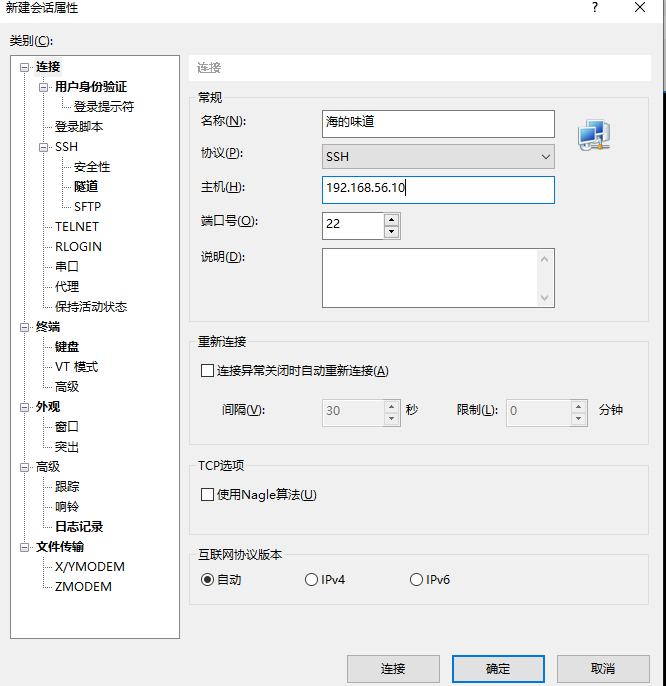 新建会话属性
?
类别(C):
连接
用户身份验证
登录提示符
登录脚本
SSH
安全性
隧道
SFTP
TELNET
RLOGIN
串口
代理
保持活动状态
终端
键盘
VT 模式
高级
外观
窗口
突出
高级
跟踪
响铃
日志记录
文件传输
X/YMODEM
ZMODEM
连接
常规
名称(N): 海的味道
协议(P): SSH
主机(H): 192.168.56.10
端口号(O): 22
说明(D):
重新连接
连接异常关闭时自动重新连接(A)
间隔(V): 30 秒 限制(L): 0 分钟
TCP选项
使用Nagle算法(U)
互联网协议版本
自动 IPv4 IPv6
连接 确定 取消